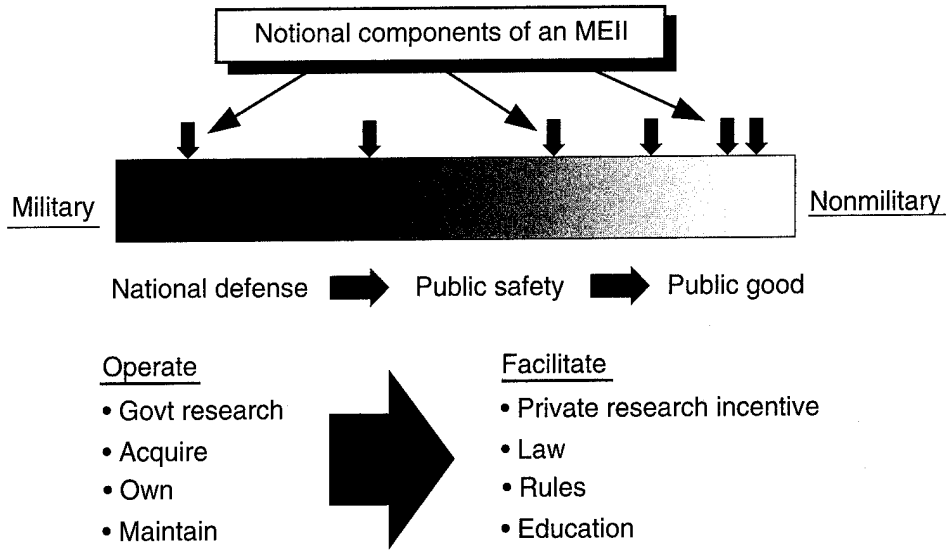 Notional components of an MEII
Military
Nonmilitary
National defense Public safety Public good
Operate
• Govt research
• Acquire
• Own
• Maintain
Facilitate
• Private research incentive
• Law
• Rules
• Education